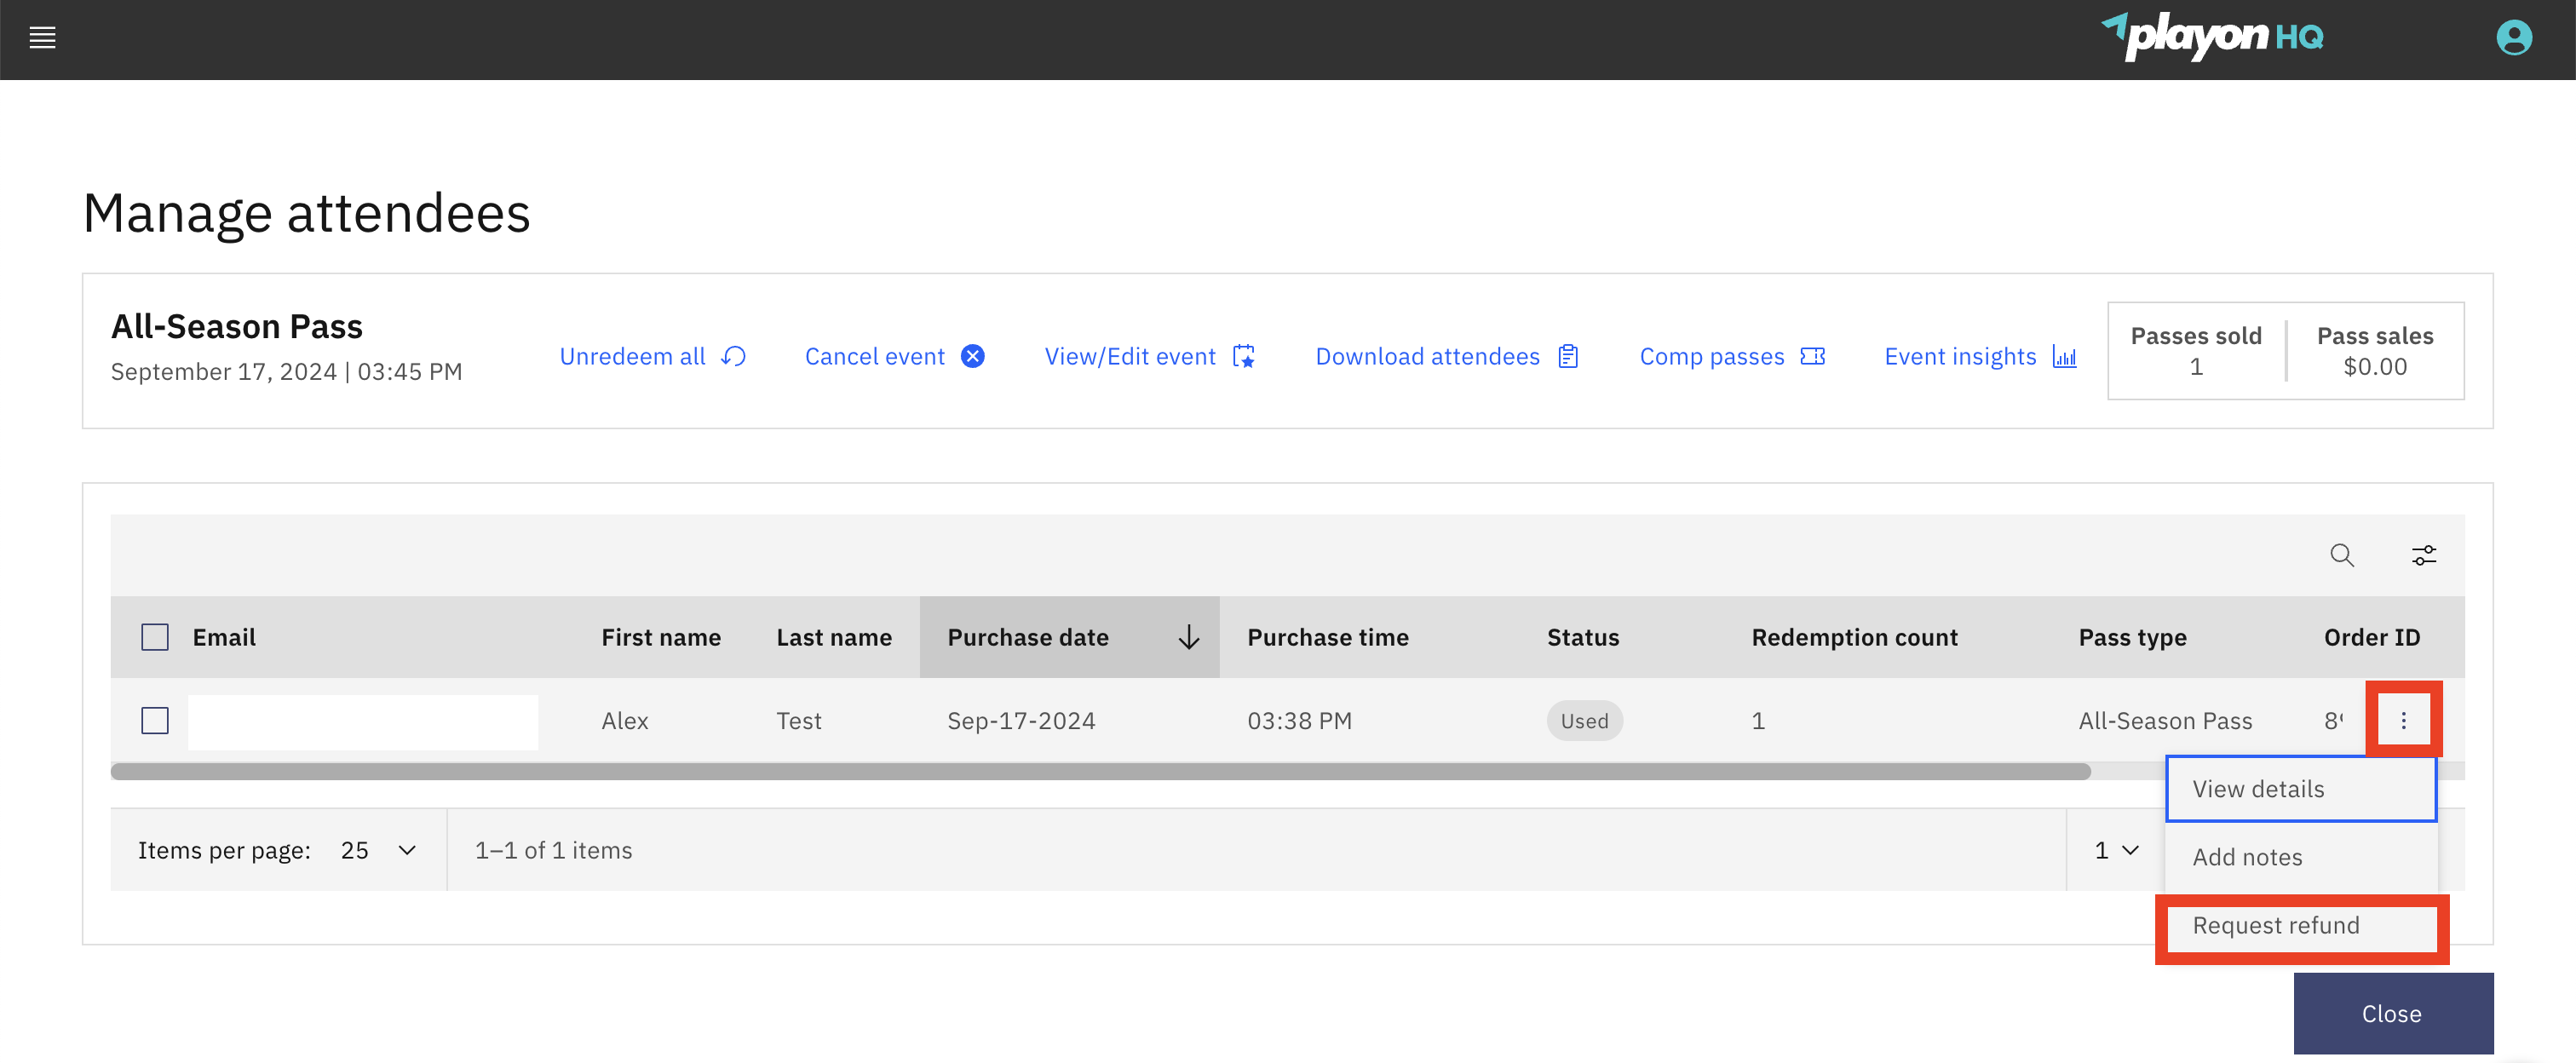 playon HQ
Manage attendees
All-Season Pass
September 17, 2024 | 03:45 PM
Unredeem all
Cancel event
View/Edit event
Download attendees
Comp passes
Event insights
Passes sold
1
Pass sales
$0.00
Email First name Last name Purchase date Purchase time Status Redemption count Pass type Order ID
Alex Test Sep-17-2024 03:38 PM Used 1 All-Season Pass
View details
Add notes
Request refund
Items per page: 25 1–1 of 1 items 1
Close